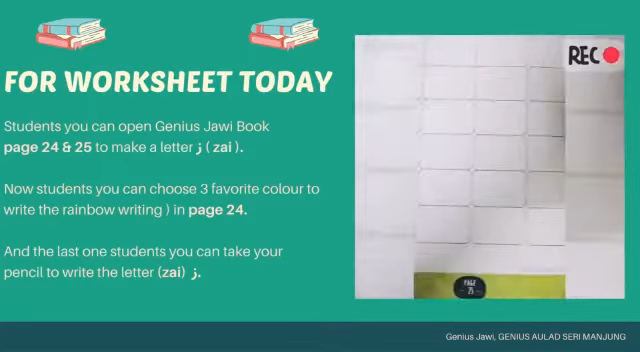 FOR WORKSHEET TODAY
Students you can open Genius Jawi Book
page 24 & 25 to make a letter ز ( zai ).
Now students you can choose 3 favorite colour to
write the rainbow writing ) in page 24.
And the last one students you can take your
pencil to write the letter (zai) ز.
REC
PAGE
25
Genius Jawi, GENIUS AULAD SERI MANJUNG